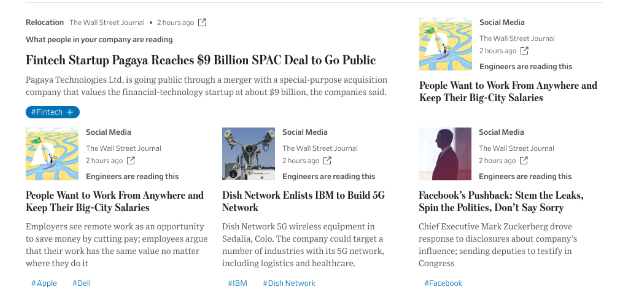 Relocation The Wall Street Journal • 2 hours ago
What people in your company are reading
Fintech Startup Pagaya Reaches $9 Billion SPAC Deal to Go Public
Pagaya Technologies Ltd. is going public through a merger with a special-purpose acquisition
company that values the financial-technology startup at about $9 billion, the companies said.
#Fintech +
Social Media
The Wall Street Journal
2 hours ago
Engineers are reading this
People Want to Work From Anywhere and
Keep Their Big-City Salaries
Social Media
The Wall Street Journal
2 hours ago
Engineers are reading this
People Want to Work From Anywhere and
Keep Their Big-City Salaries
Employers see remote work as an opportunity
to save money by cutting pay; employees argue
that their work has the same value no matter
where they do it
#Apple #Dell
Social Media
The Wall Street Journal
2 hours ago
Engineers are reading this
Dish Network Enlists IBM to Build 5G
Network
Dish Network 5G wireless equipment in
Sedalia, Colo. The company could target a
number of industries with its 5G network,
including logistics and healthcare.
#IBM #Dish Network
Social Media
The Wall Street Journal
2 hours ago
Engineers are reading this
Facebook's Pushback: Stem the Leaks,
Spin the Politics, Don't Say Sorry
Chief Executive Mark Zuckerberg drove
response to disclosures about company's
influence; sending deputies to testify in
Congress
#Facebook